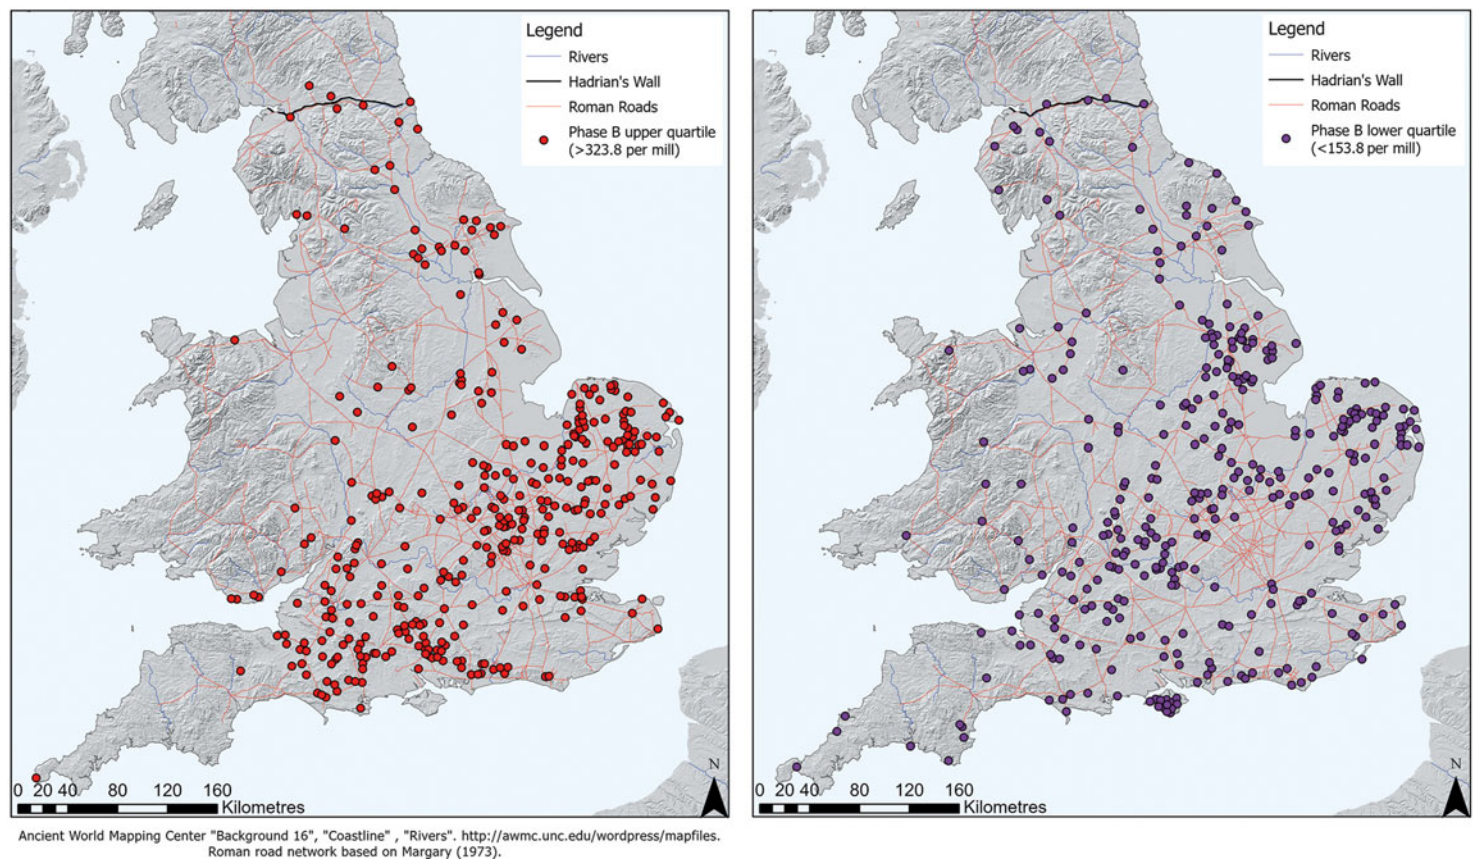 Legend
Rivers
Hadrian's Wall
Roman Roads
Phase B upper quartile
(>323.8 per mill)
N
0 20 40 80 120 160
Kilometres
Legend
Rivers
Hadrian's Wall
Roman Roads
Phase B lower quartile
(<153.8 per mill)
N
0 20 40 80 120 160
Kilometres
Ancient World Mapping Center "Background 16", "Coastline" , "Rivers". http://awmc.unc.edu/wordpress/mapfiles.
Roman road network based on Margary (1973).